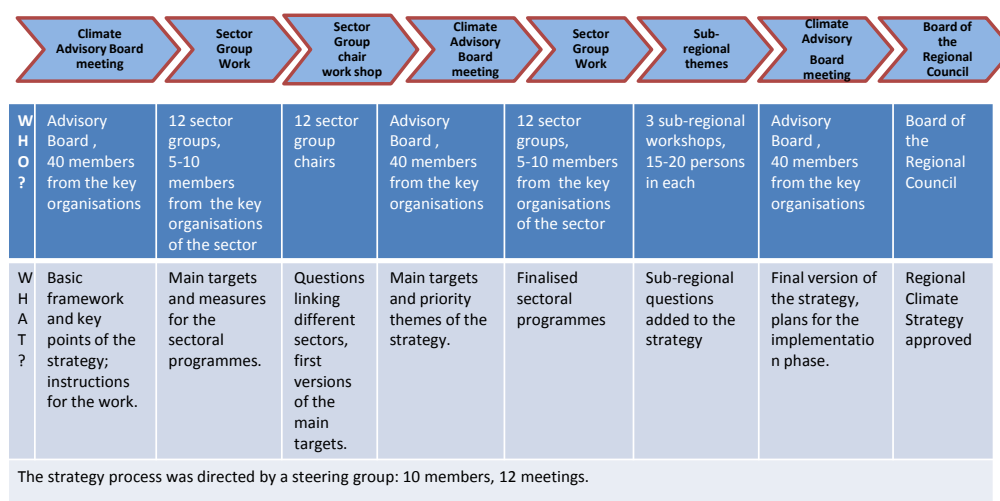 Climate
Advisory Board
meeting
Sector
Group
Work
Sector
Group
chair
work shop
Climate
Advisory
Board
meeting
Sector
Group
Work
Sub-
regional
themes
Climate
Advisory
Board
meeting
Board of
the
Regional
Council
W
H
O
?
Advisory
Board ,
40 members
from the key
organisations
12 sector
groups,
5-10
members
from the key
organisations
of the sector
12 sector
group
chairs
Advisory
Board ,
40 members
from the key
organisations
12 sector
groups,
5-10 members
from the key
organisations
of the sector
3 sub-regional
workshops,
15-20 persons
in each
Advisory
Board ,
40 members
from the key
organisations
Board of
the
Regional
Council
W
H
A
T
?
Basic
framework
and key
points of the
strategy;
instructions
for the work.
Main targets
and measures
for the
sectoral
programmes.
Questions
linking
different
sectors,
first
versions
of the
main
targets.
Main targets
and priority
themes of the
strategy.
Finalised
sectoral
programmes
Sub-regional
questions
added to the
strategy
Final version of
the strategy,
plans for the
implementatio
n phase.
Regional
Climate
Strategy
approved
The strategy process was directed by a steering group: 10 members, 12 meetings.